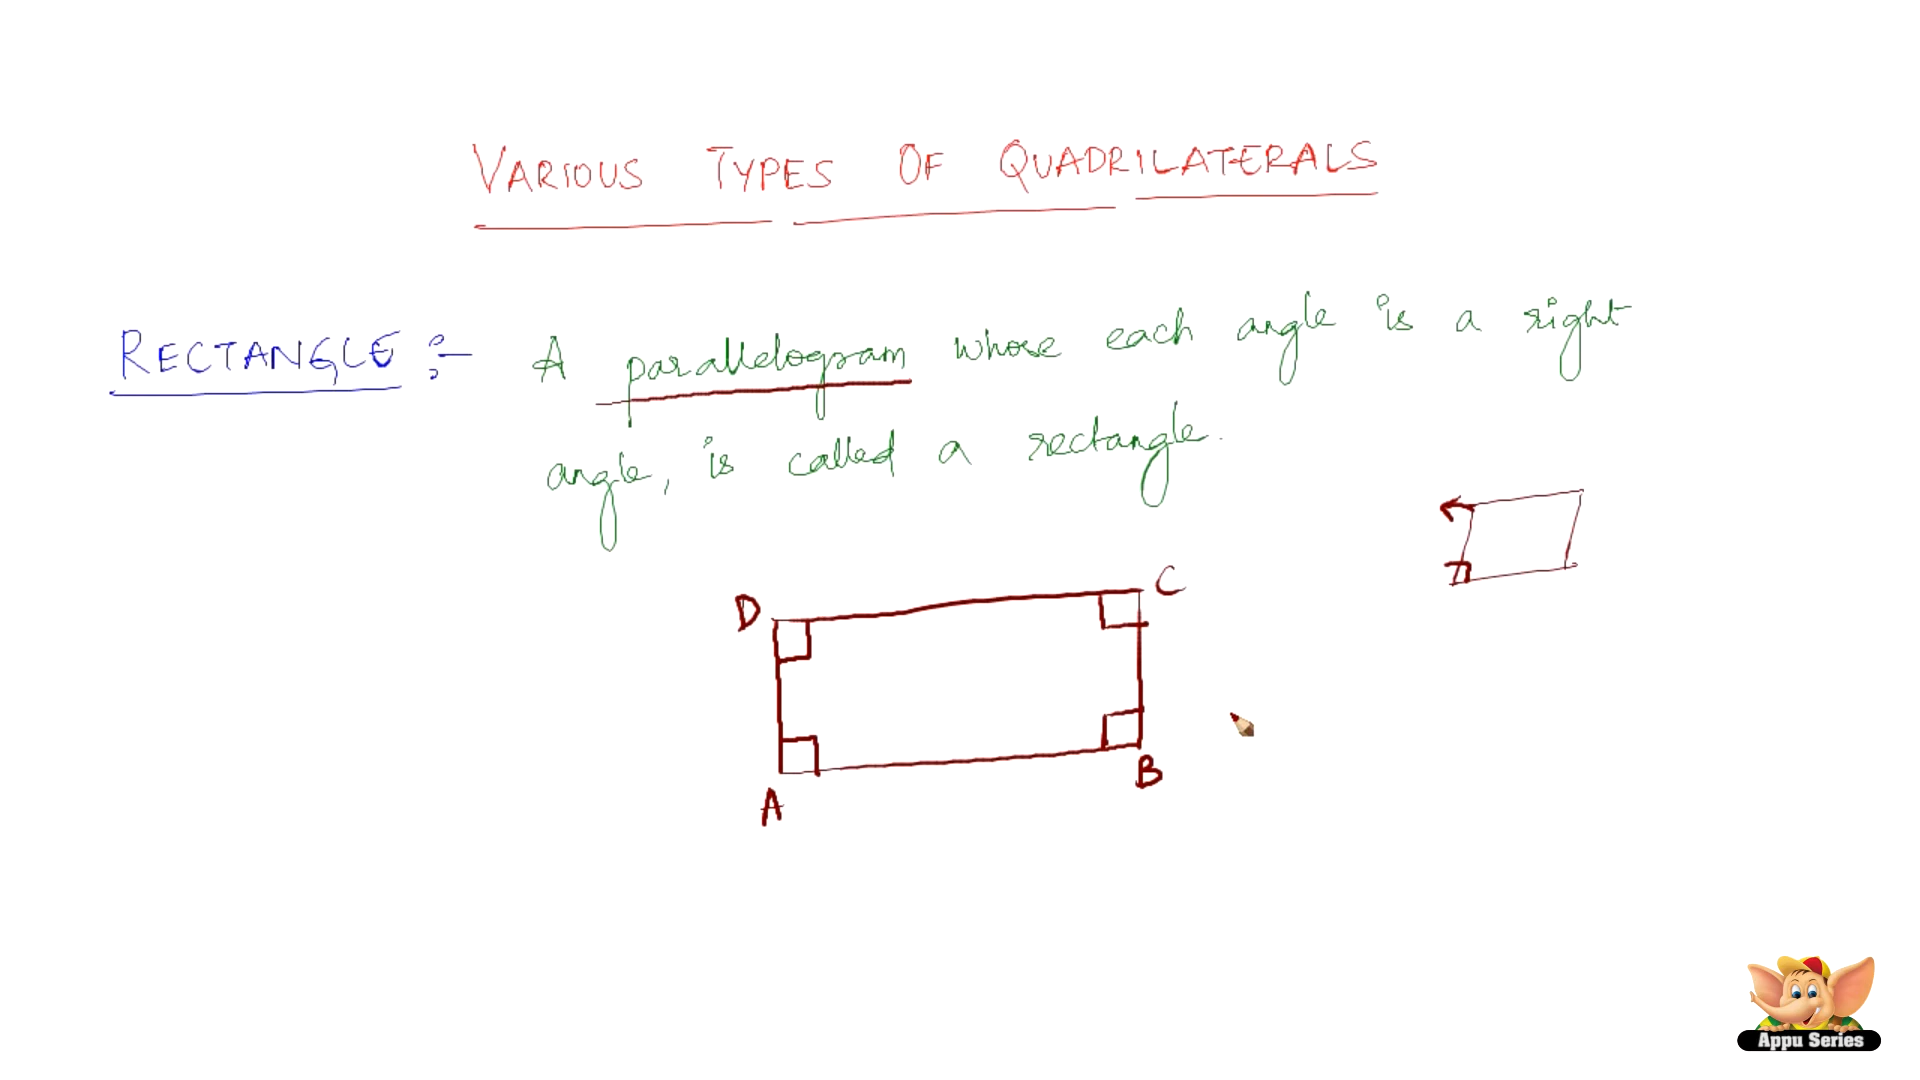 VARIOUS TYPES OF QUADRILATERALS
RECTANGLE :- A parallelogram whose each angle is a right
angle, is called a rectangle.
D C
A B
Appu Series